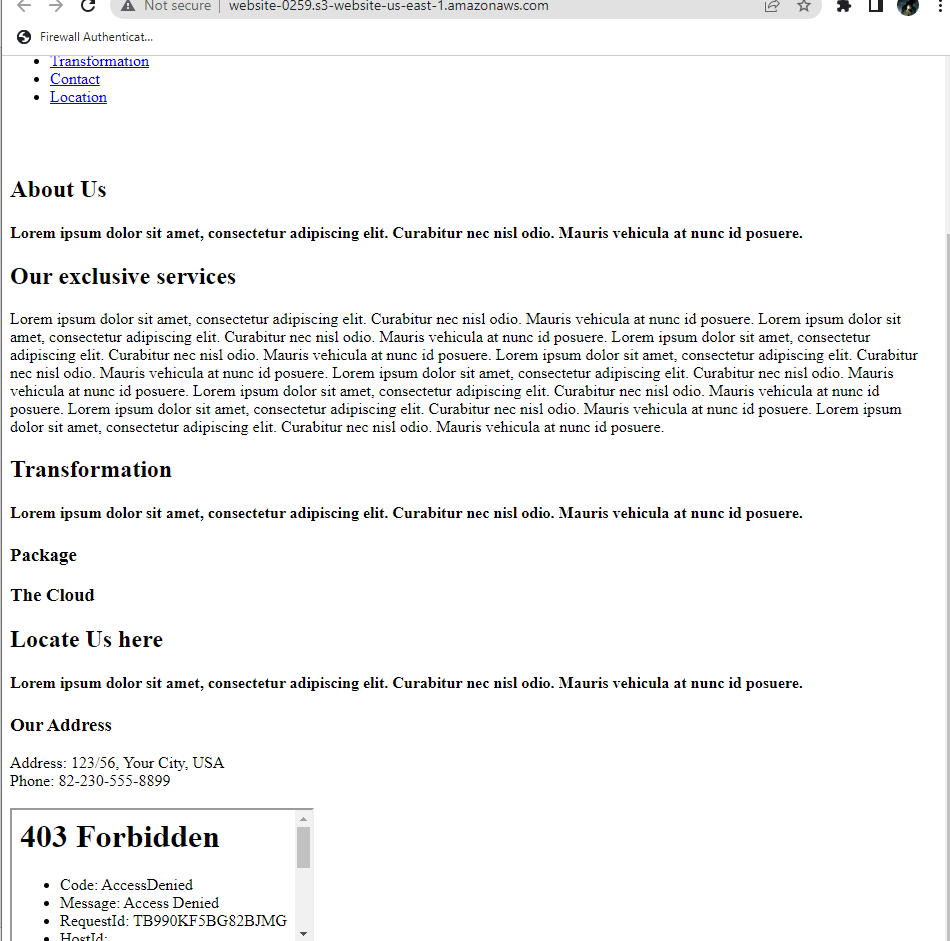 Not secure | website-0259.s3-website-us-east-1.amazonaws.com
Firewall Authenticat...
Transformation
Contact
Location
About Us
Lorem ipsum dolor sit amet, consectetur adipiscing elit. Curabitur nec nisl odio. Mauris vehicula at nunc id posuere.
Our exclusive services
Lorem ipsum dolor sit amet, consectetur adipiscing elit. Curabitur nec nisl odio. Mauris vehicula at nunc id posuere. Lorem ipsum dolor sit
amet, consectetur adipiscing elit. Curabitur nec nisl odio. Mauris vehicula at nunc id posuere. Lorem ipsum dolor sit amet, consectetur
adipiscing elit. Curabitur nec nisl odio. Mauris vehicula at nunc id posuere. Lorem ipsum dolor sit amet, consectetur adipiscing elit. Curabitur
nec nisl odio. Mauris vehicula at nunc id posuere. Lorem ipsum dolor sit amet, consectetur adipiscing elit. Curabitur nec nisl odio. Mauris
vehicula at nunc id posuere. Lorem ipsum dolor sit amet, consectetur adipiscing elit. Curabitur nec nisl odio. Mauris vehicula at nunc id
posuere. Lorem ipsum dolor sit amet, consectetur adipiscing elit. Curabitur nec nisl odio. Mauris vehicula at nunc id posuere. Lorem ipsum
dolor sit amet, consectetur adipiscing elit. Curabitur nec nisl odio. Mauris vehicula at nunc id posuere.
Transformation
Lorem ipsum dolor sit amet, consectetur adipiscing elit. Curabitur nec nisl odio. Mauris vehicula at nunc id posuere.
Package
The Cloud
Locate Us here
Lorem ipsum dolor sit amet, consectetur adipiscing elit. Curabitur nec nisl odio. Mauris vehicula at nunc id posuere.
Our Address
Address: 123/56, Your City, USA
Phone: 82-230-555-8899
403 Forbidden
Code: AccessDenied
Message: Access Denied
RequestId: TB990KF5BG82BJMG
HostId: